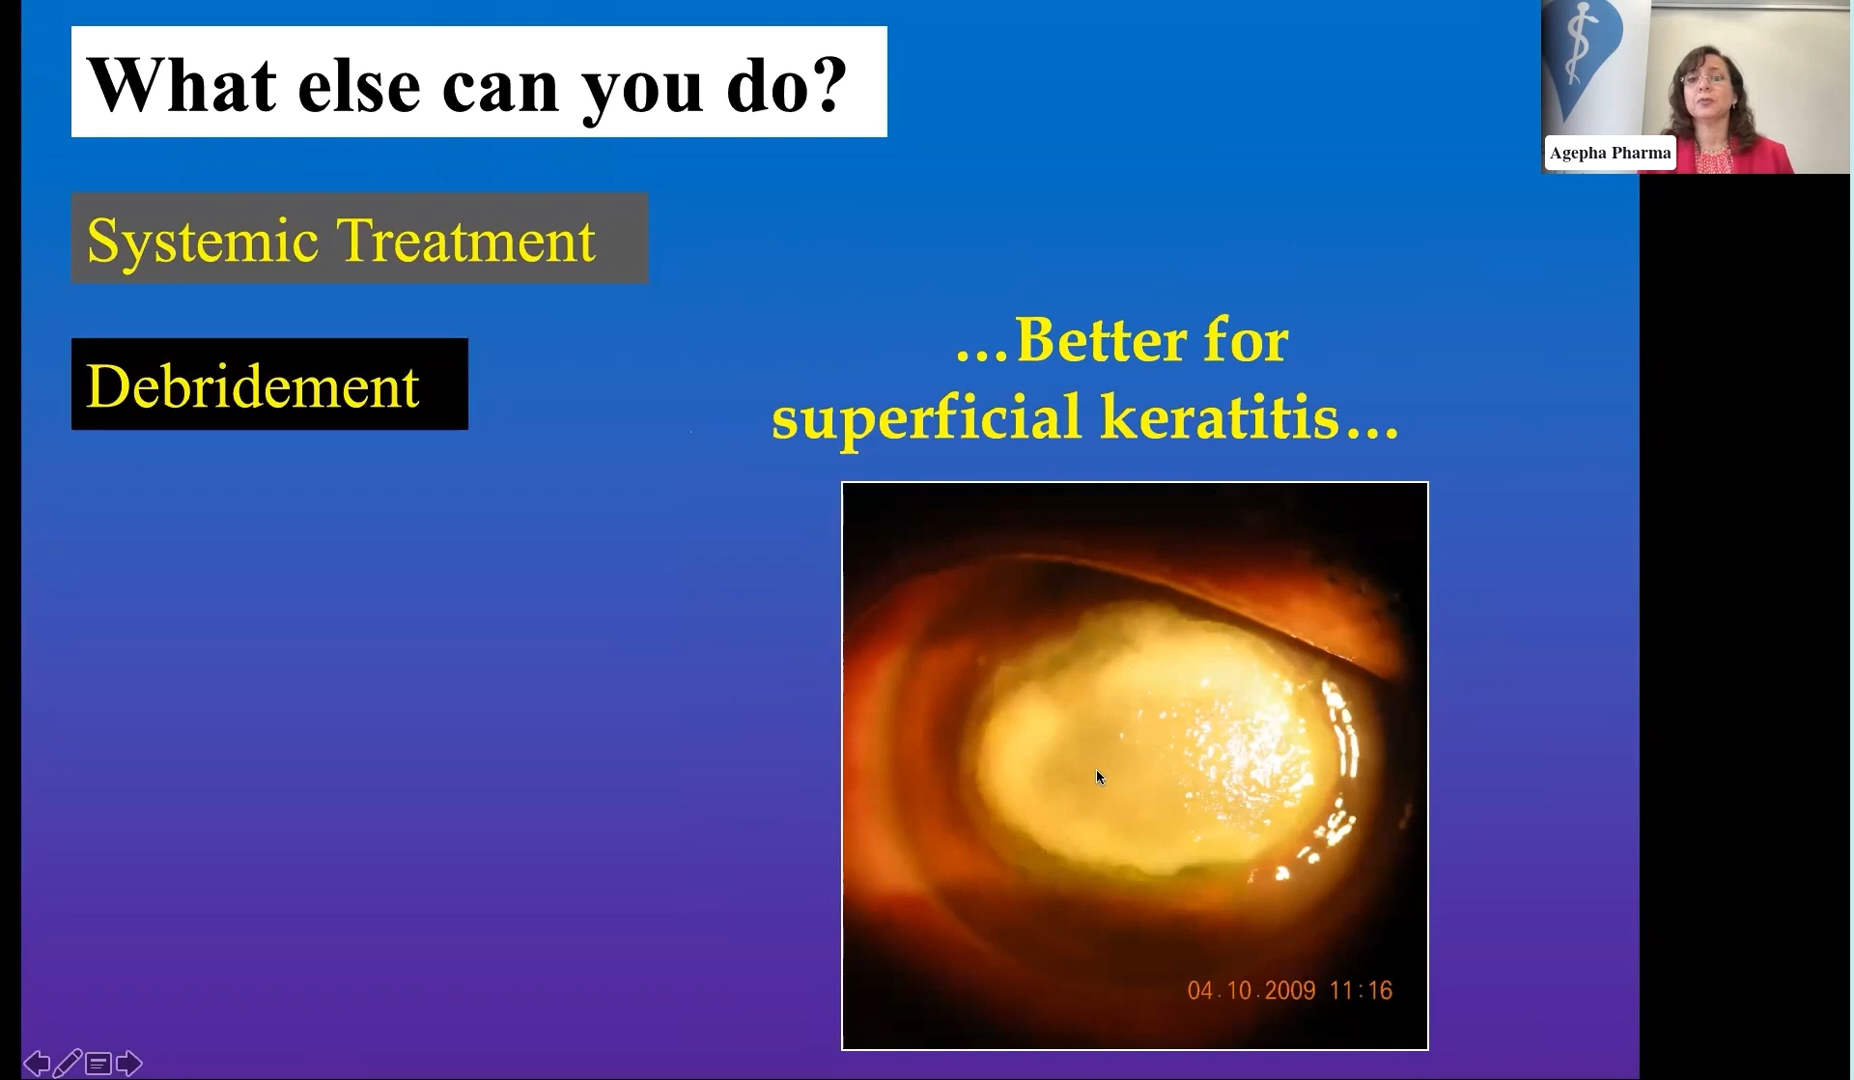 What else can you do?
Agepha Pharma
Systemic Treatment
Debridement
...Better for
superficial keratitis...
04.10.2009 11:16